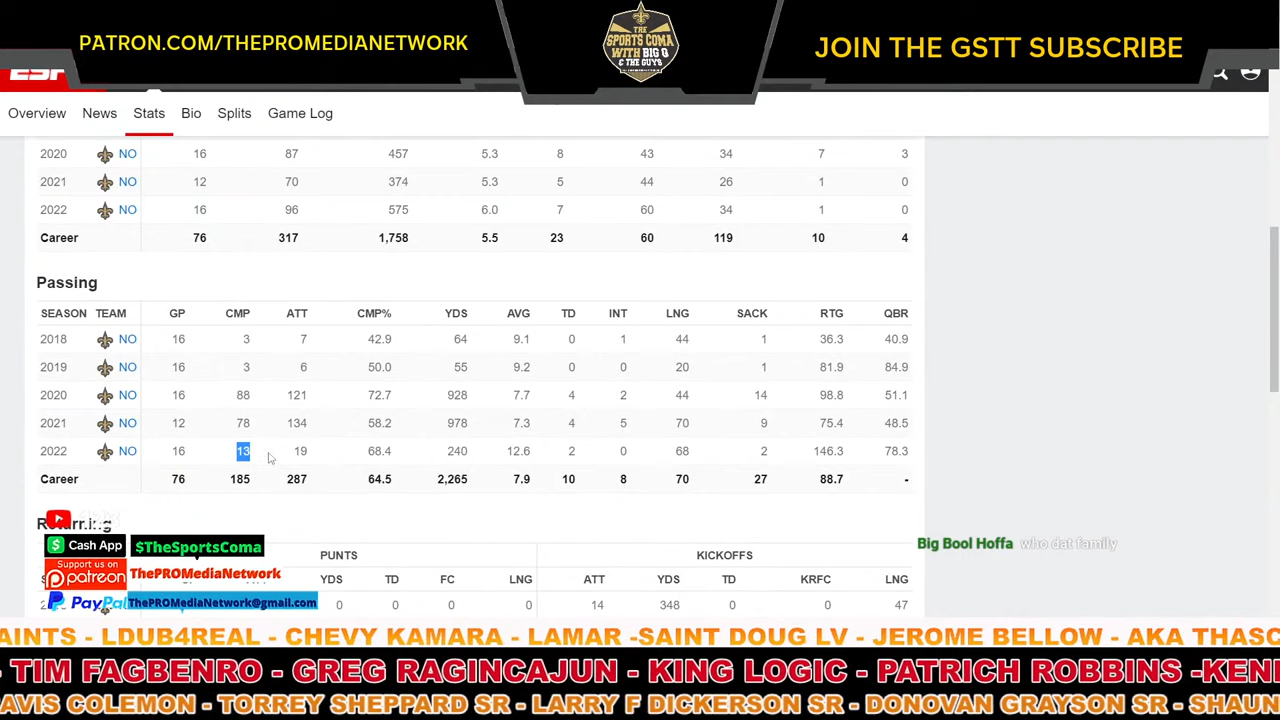 PATRON.COM/THEPROMEDIANETWORK
THE
SPORTS COMA
WITH BIG Q
& THE GUYS
JOIN THE GSTT SUBSCRIBE
Overview News Stats Bio Splits Game Log
2020 NO 16 87 457 5.3 8 43 34 7 3
2021 NO 12 70 374 5.3 5 44 26 1 0
2022 NO 16 96 575 6.0 7 60 34 1 0
Career 76 317 1,758 5.5 23 60 119 10 4
Passing
SEASON TEAM GP CMP ATT CMP% YDS AVG TD INT LNG SACK RTG QBR
2018 NO 16 3 7 42.9 64 9.1 0 1 44 1 36.3 40.9
2019 NO 16 3 6 50.0 55 9.2 0 0 20 1 81.9 84.9
2020 NO 16 88 121 72.7 928 7.7 4 2 44 14 98.8 51.1
2021 NO 12 78 134 58.2 978 7.3 4 5 70 9 75.4 48.5
2022 NO 16 13 19 68.4 240 12.6 2 0 68 2 146.3 78.3
Career 76 185 287 64.5 2,265 7.9 10 8 70 27 88.7 -
Returning
PUNTS KICKOFFS
YDS TD FC LNG ATT YDS TD KRFC LNG
0 0 0 0 14 348 0 0 47
Cash App $TheSportsComa
Support us on
patreon ThePROMediaNetwork
PayPal ThePROMediaNetwork@gmail.com
Big Bool Hoffa who dat family
AINTS - LDUB4REAL - CHEVY KAMARA - LAMAR -SAINT DOUG LV - JEROME BELLOW - AKA THASC
- TIM FAGBENRO - GREG RAGINCAJUN - KING LOGIC - PATRICH ROBBINS -KEN
AVIS COLEMON - TORREY SHEPPARD SR - LARRY F DICKERSON SR - DONOVAN GRAYSON SR - SHAUN